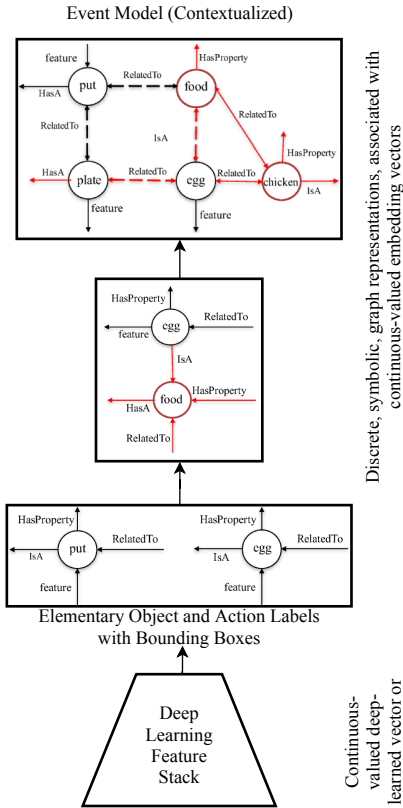 Event Model (Contextualized)
feature
HasProperty
HasA
put
RelatedTo
food
RelatedTo
RelatedTo
IsA
HasProperty
HasA
plate
RelatedTo
egg
RelatedTo
chicken
IsA
feature
feature
HasProperty
egg
RelatedTo
feature
IsA
HasProperty
food
HasA
RelatedTo
HasProperty
RelatedTo
put
IsA
feature
HasProperty
RelatedTo
egg
IsA
feature
Elementary Object and Action Labels
with Bounding Boxes
Deep
Learning
Feature
Stack
Discrete, symbolic, graph representations, associated with
continuous-valued embedding vectors
Continuous-
valued deep-
learned vector or